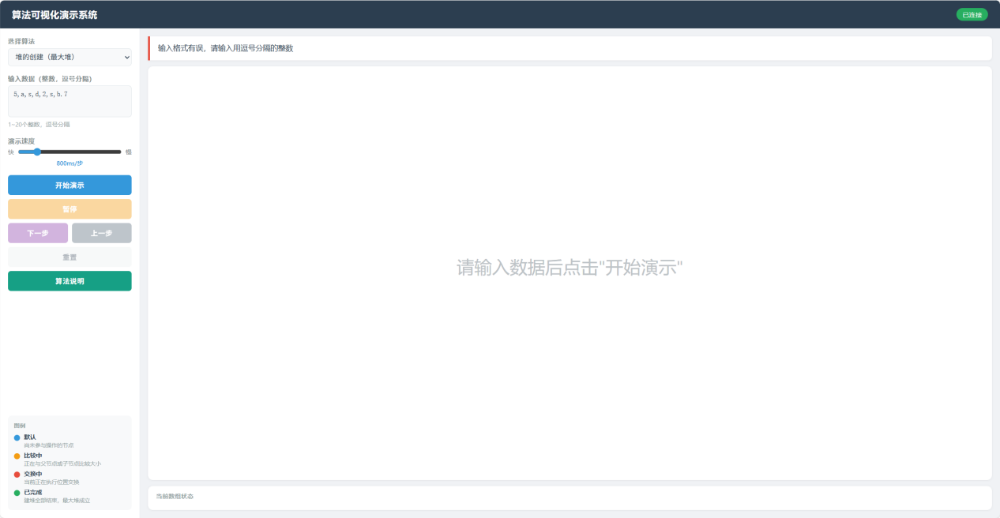 算法可视化演示系统
已连接
选择算法
堆的创建（最大堆）
输入数据（整数，逗号分隔）
5,a,s,d,2,s,b.7
1-20个整数，逗号分隔
演示速度
快
慢
800ms/步
开始演示
暂停
下一步
上一步
重置
算法说明
图例
默认
尚未参与操作的节点
比较中
正在与父节点或子节点比较大小
交换中
当前正在执行位置交换
已完成
建堆全部结束，最大堆成立
输入格式有误，请输入用逗号分隔的整数
请输入数据后点击"开始演示"
当前数组状态